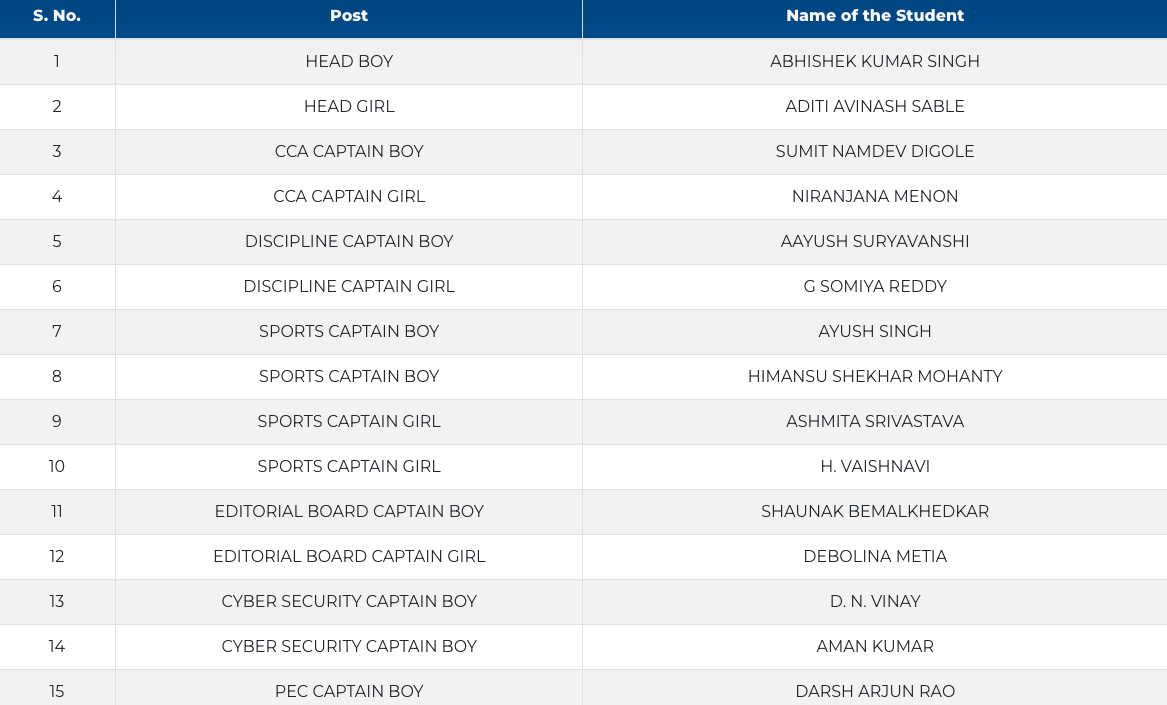 S. No. Post Name of the Student
1 HEAD BOY ABHISHEK KUMAR SINGH
2 HEAD GIRL ADITI AVINASH SABLE
3 CCA CAPTAIN BOY SUMIT NAMDEV DIGOLE
4 CCA CAPTAIN GIRL NIRANJANA MENON
5 DISCIPLINE CAPTAIN BOY AAYUSH SURYAVANSHI
6 DISCIPLINE CAPTAIN GIRL G SOMIYA REDDY
7 SPORTS CAPTAIN BOY AYUSH SINGH
8 SPORTS CAPTAIN BOY HIMANSU SHEKHAR MOHANTY
9 SPORTS CAPTAIN GIRL ASHMITA SRIVASTAVA
10 SPORTS CAPTAIN GIRL H. VAISHNAVI
11 EDITORIAL BOARD CAPTAIN BOY SHAUNAK BEMALKHEDKAR
12 EDITORIAL BOARD CAPTAIN GIRL DEBOLINA METIA
13 CYBER SECURITY CAPTAIN BOY D. N. VINAY
14 CYBER SECURITY CAPTAIN BOY AMAN KUMAR
15 PEC CAPTAIN BOY DARSH ARJUN RAO